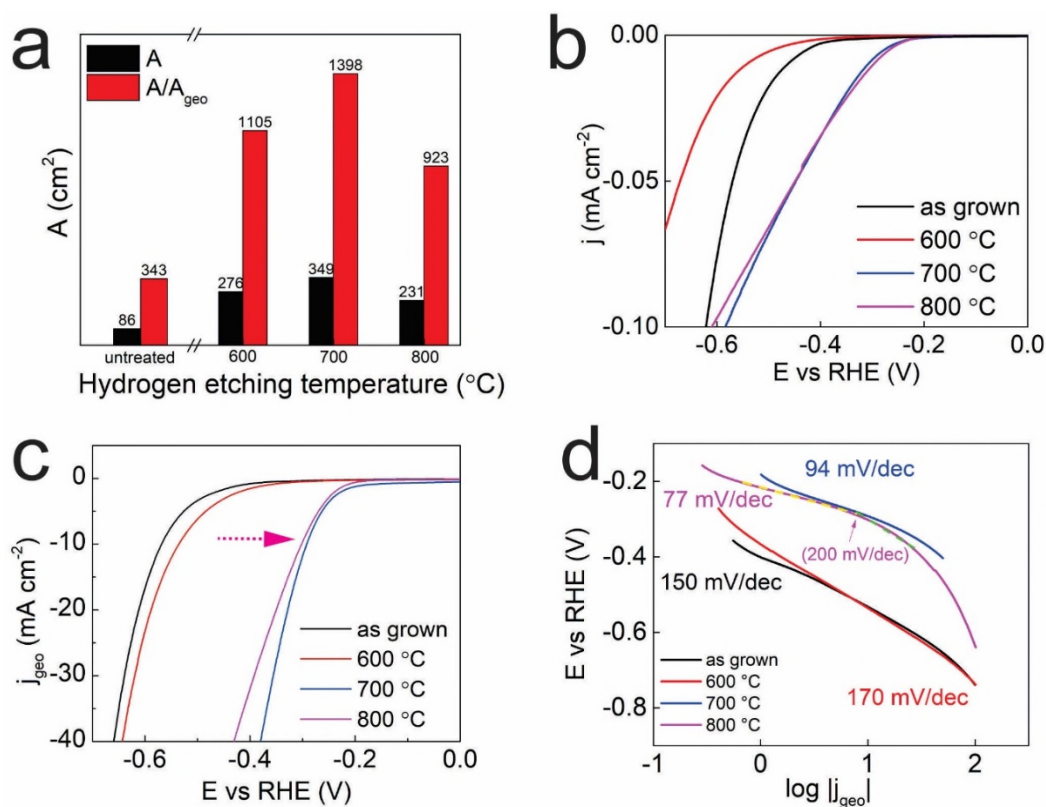 a
A
A/A_geo
A (cm²)
86
343
276
1105
349
1398
231
923
untreated
600
700
800
Hydrogen etching temperature (°C)
b
0.00
-0.05
-0.10
j (mA cm⁻²)
as grown
600 °C
700 °C
800 °C
-0.6
-0.4
-0.2
0.0
E vs RHE (V)
c
0
-10
-20
-30
-40
j_geo (mA cm⁻²)
as grown
600 °C
700 °C
800 °C
-0.6
-0.4
-0.2
0.0
E vs RHE (V)
d
-0.2
-0.4
-0.6
-0.8
E vs RHE (V)
94 mV/dec
77 mV/dec
(200 mV/dec)
150 mV/dec
170 mV/dec
as grown
600 °C
700 °C
800 °C
-1
0
1
2
log |j_geo|